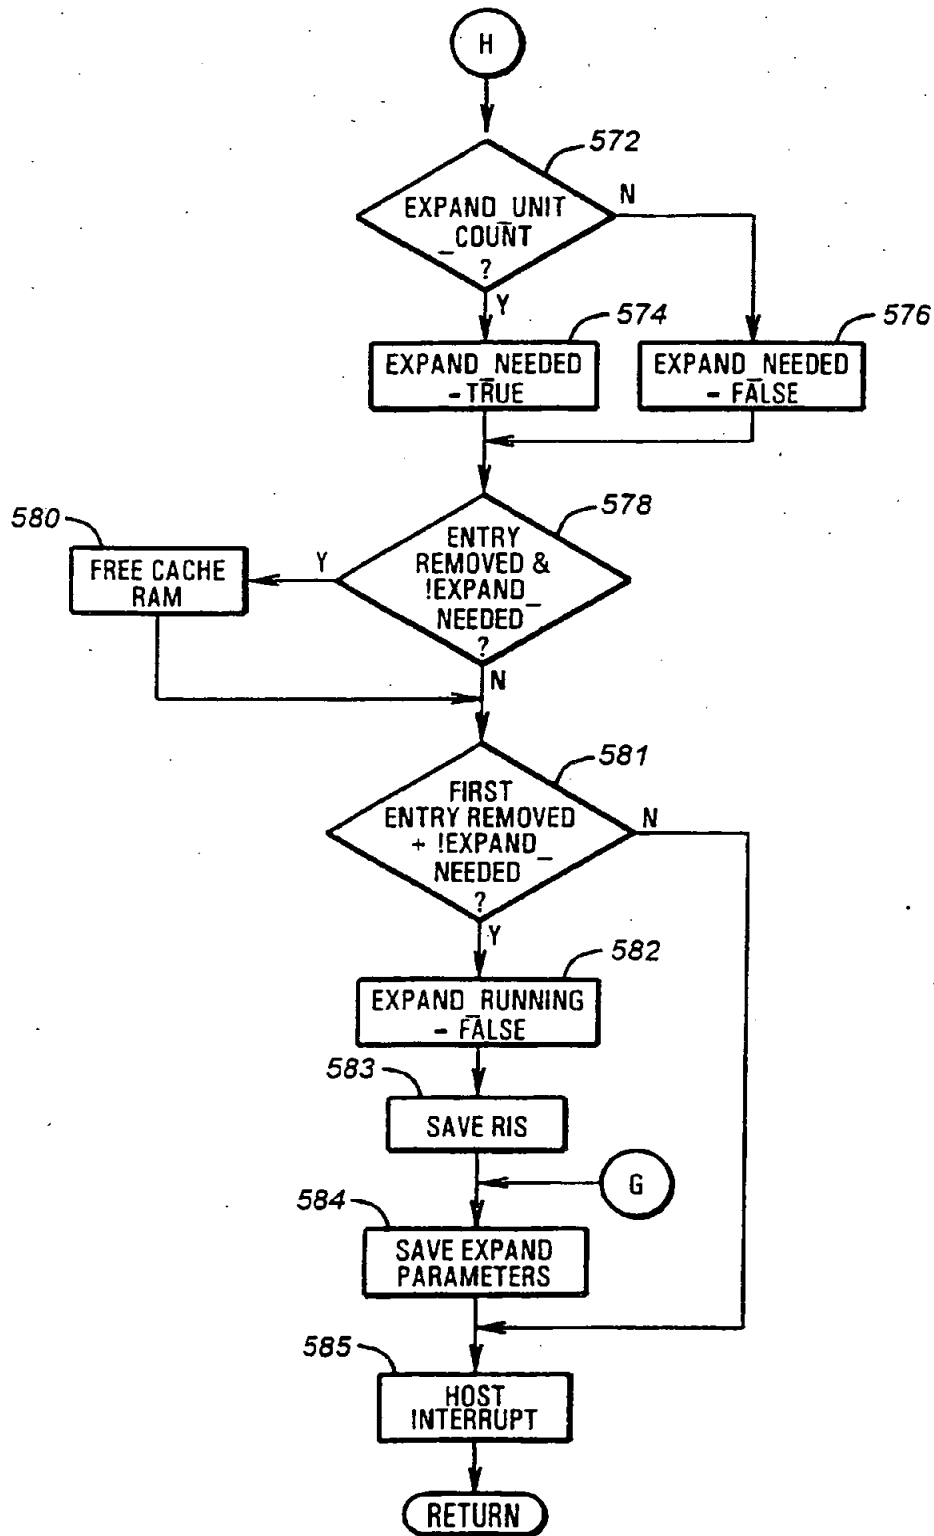 H
572
EXPAND_UNIT
_COUNT
?
N
Y
574
EXPAND_NEEDED
- TRUE
576
EXPAND_NEEDED
- FALSE
578
ENTRY
REMOVED &
!EXPAND_
NEEDED
?
Y
N
580
FREE CACHE
RAM
581
FIRST
ENTRY REMOVED
+ !EXPAND_
NEEDED
?
N
Y
582
EXPAND_RUNNING
- FALSE
583
SAVE RIS
G
584
SAVE EXPAND
PARAMETERS
585
HOST
INTERRUPT
RETURN